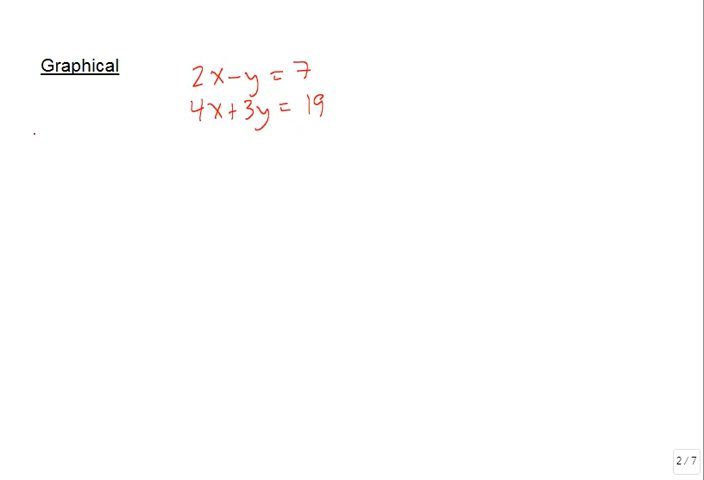 Graphical
2x-y = 7
4x+3y = 19
2/7